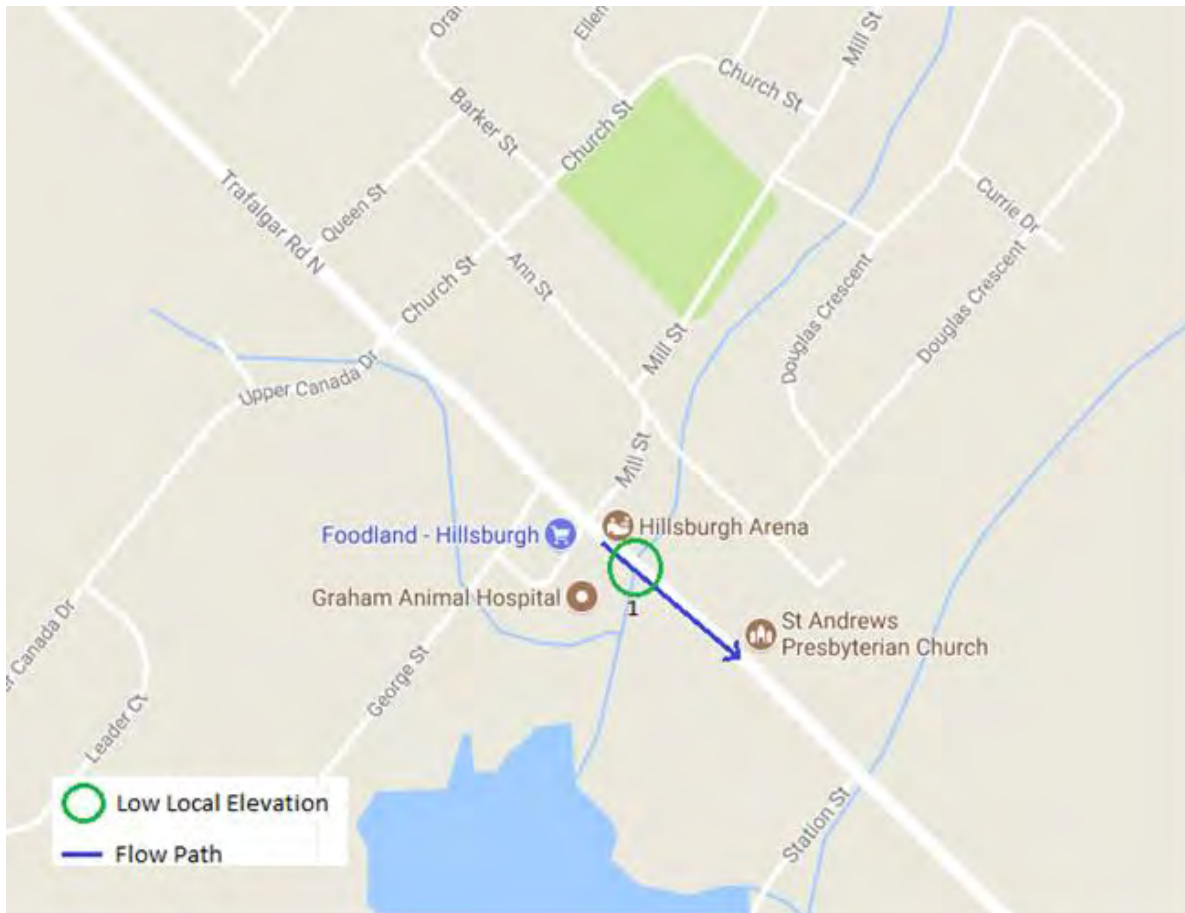 Mill St
Church St
Church St
Barker St
Currie Dr
Queen St
Trafalgar Rd N
Ann St
Church St
Douglas Crescent
Douglas Crescent
Mill St
Upper Canada Dr
Mill St
Hillsburgh Arena
Foodland - Hillsburgh
Graham Animal Hospital
1
St Andrews
Presbyterian Church
Canada Dr
George St
Leader Ct
Station St
Low Local Elevation
Flow Path